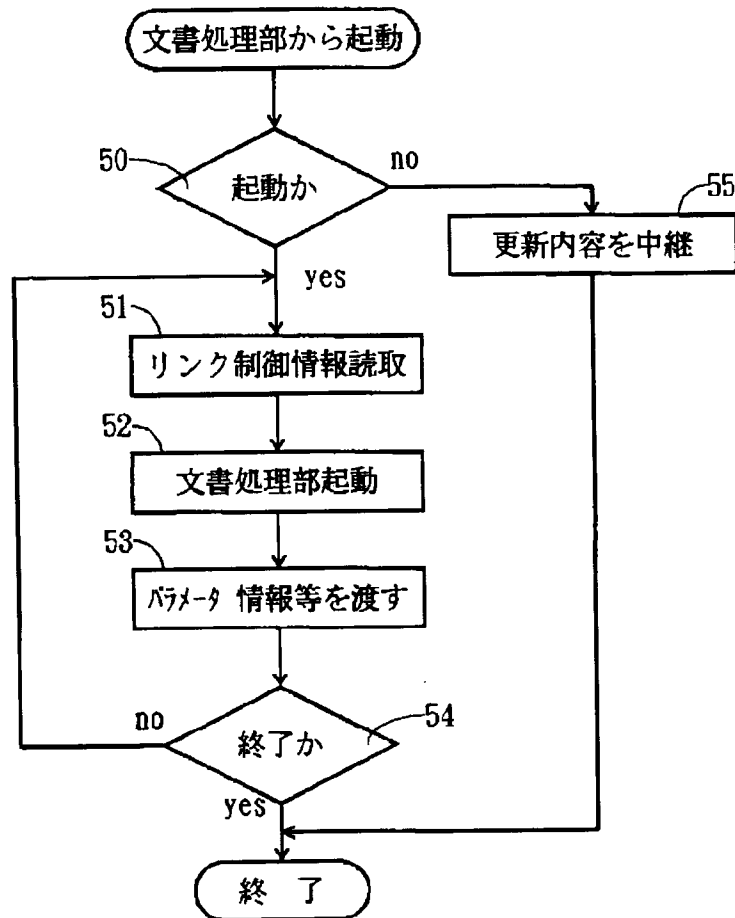 文書処理部から起動
50
起動か
no
55
更新内容を中継
yes
51
リンク制御情報読取
52
文書処理部起動
53
パラメータ 情報等を渡す
no
終了か
54
yes
終 了